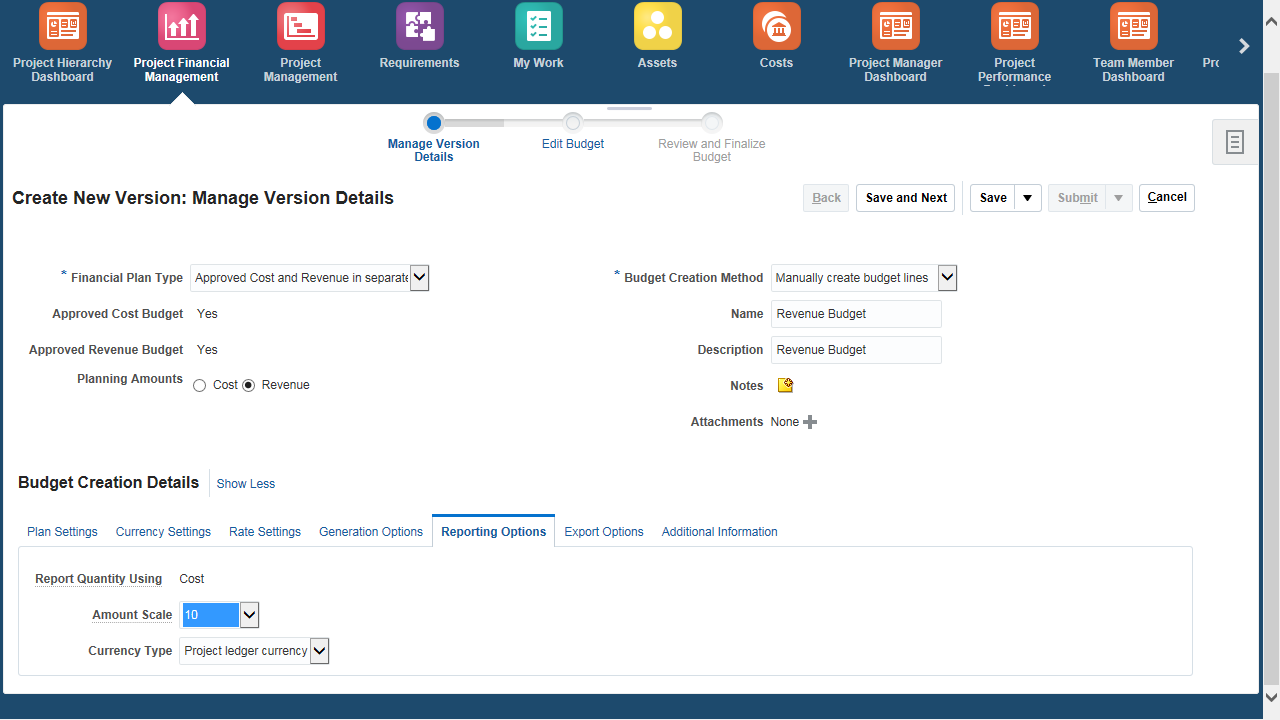 Project Hierarchy Dashboard
Project Financial Management
Project Management
Requirements
My Work
Assets
Costs
Project Manager Dashboard
Project Performance
Team Member Dashboard
Manage Version Details
Edit Budget
Review and Finalize Budget
Create New Version: Manage Version Details
Back
Save and Next
Save
Submit
Cancel
* Financial Plan Type Approved Cost and Revenue in separate
Approved Cost Budget Yes
Approved Revenue Budget Yes
Planning Amounts Cost Revenue
* Budget Creation Method Manually create budget lines
Name Revenue Budget
Description Revenue Budget
Notes
Attachments None
Budget Creation Details Show Less
Plan Settings Currency Settings Rate Settings Generation Options Reporting Options Export Options Additional Information
Report Quantity Using Cost
Amount Scale 10
Currency Type Project ledger currency